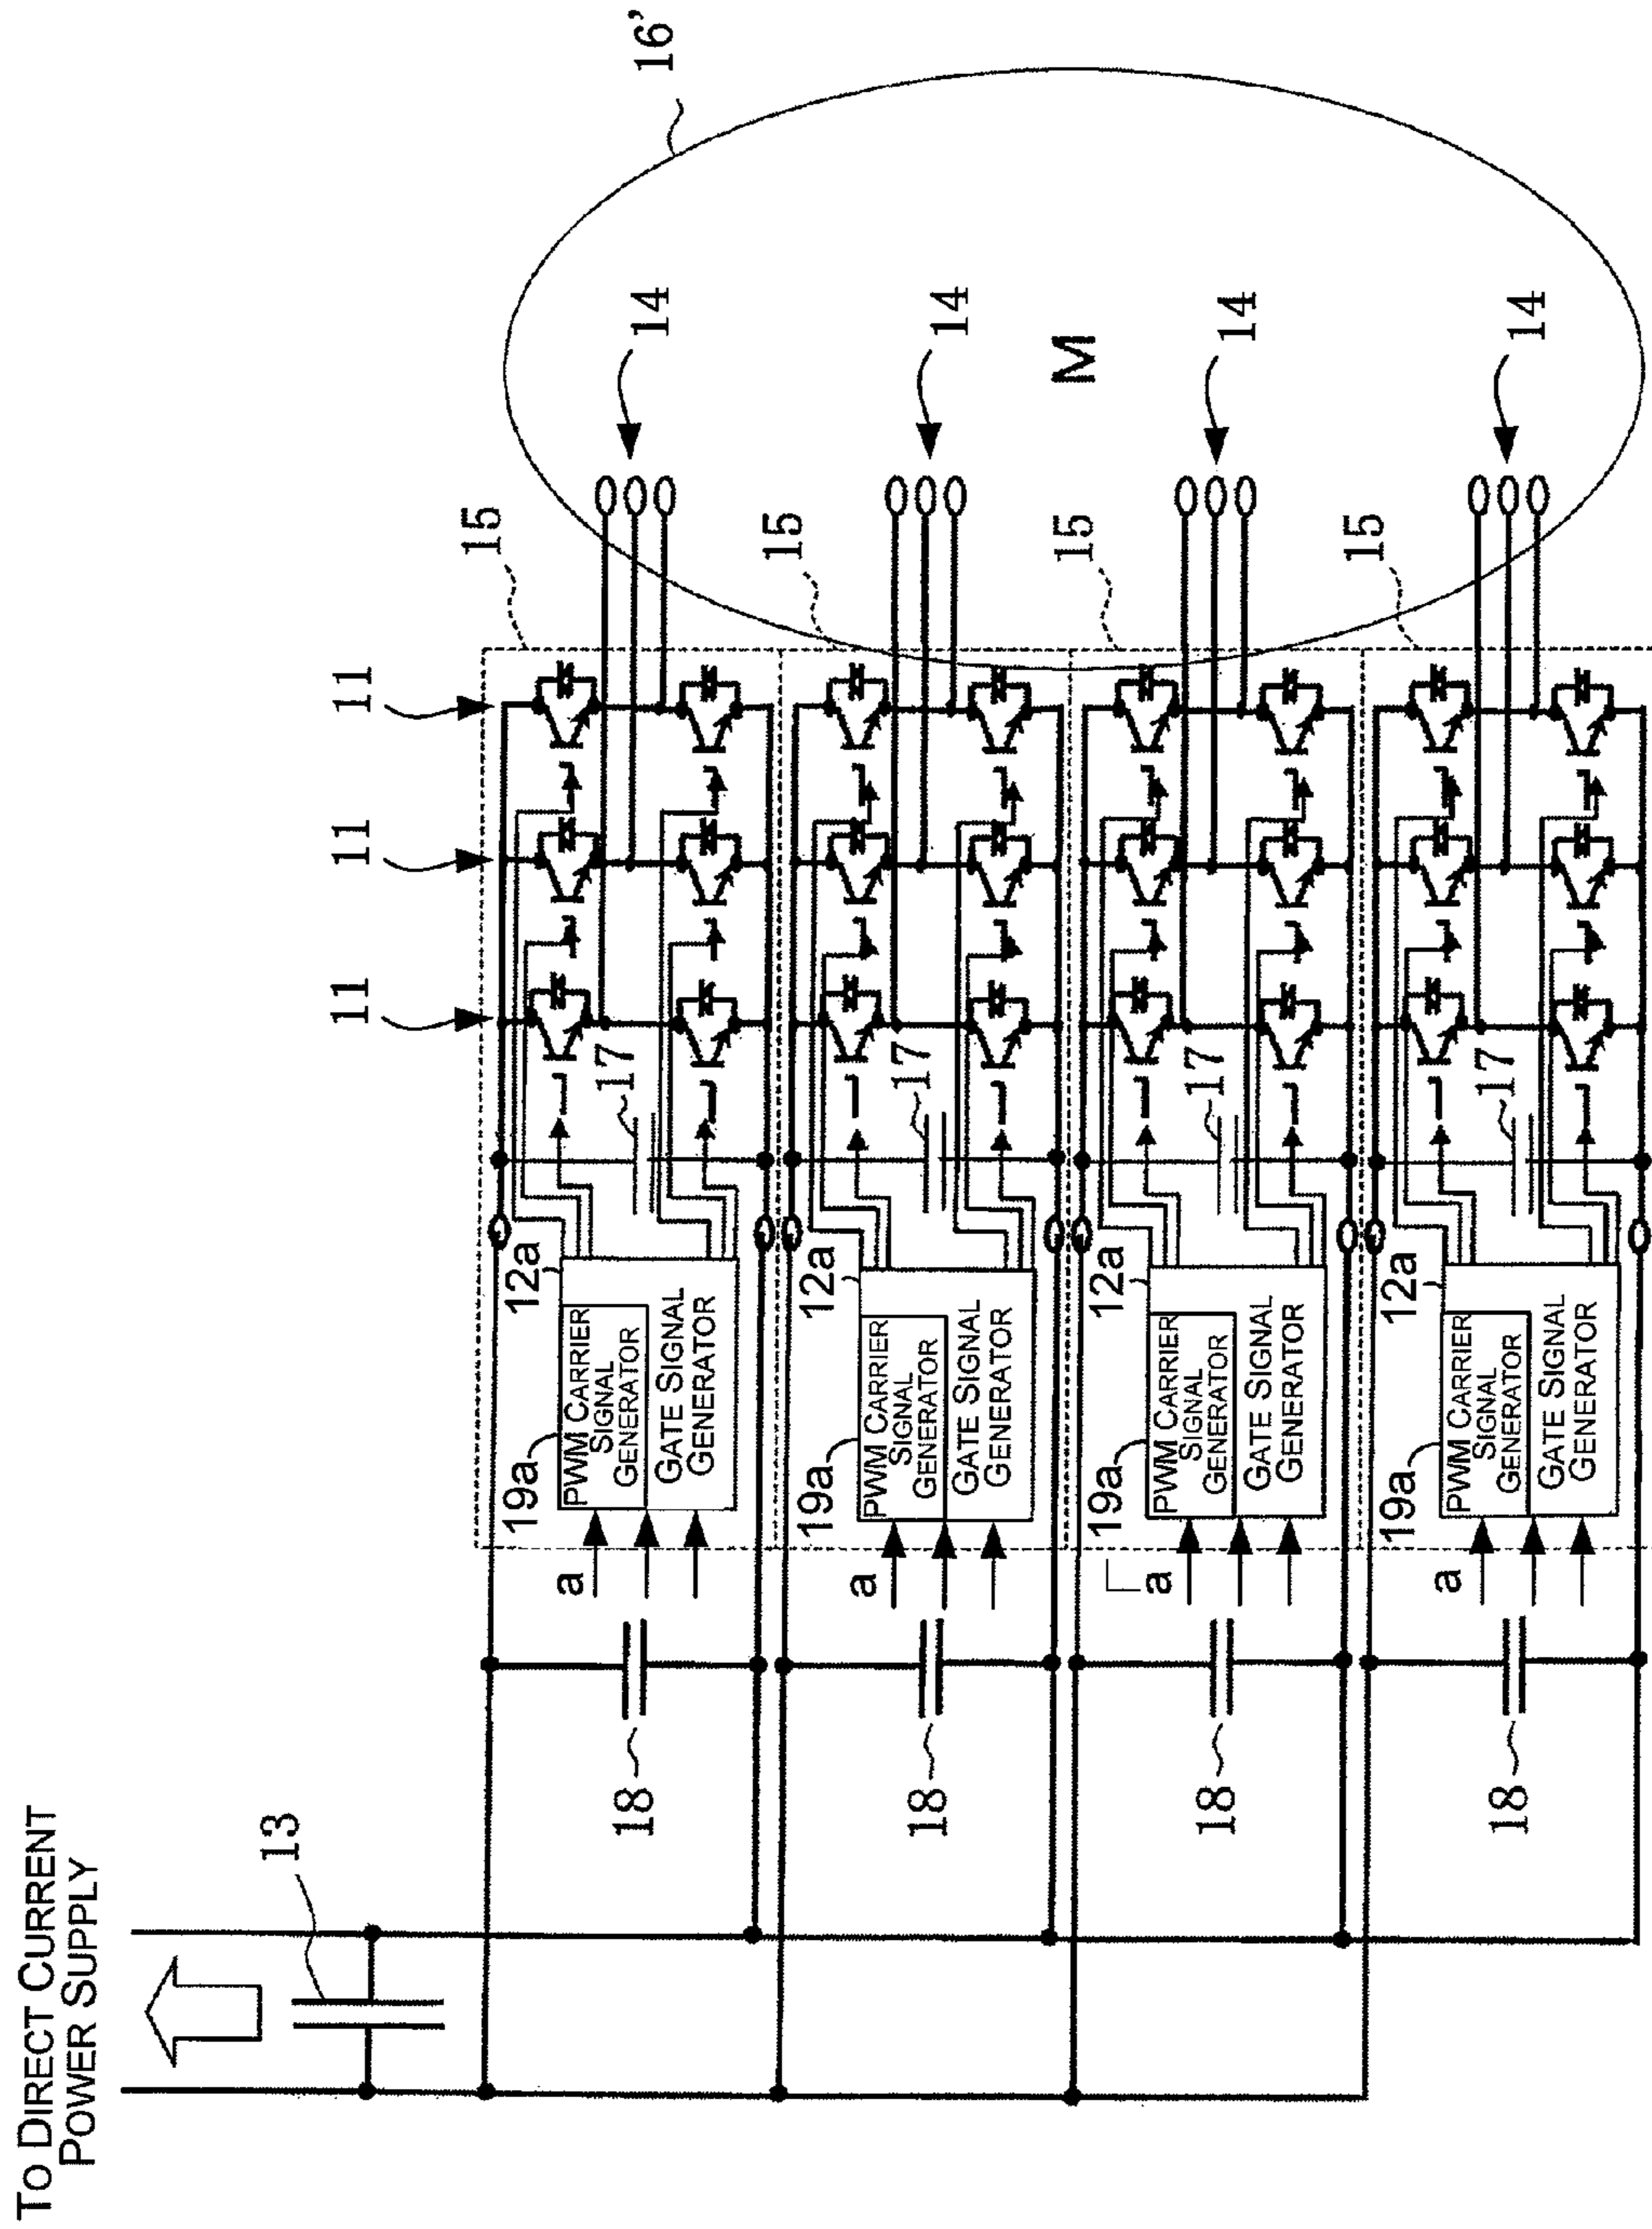 TO DIRECT CURRENT
POWER SUPPLY
13
16'
11
11
11
15
14
17
12a
19a
PWM CARRIER
SIGNAL
GENERATOR
GATE SIGNAL
GENERATOR
a
18
15
14
M
17
12a
19a
PWM CARRIER
SIGNAL
GENERATOR
GATE SIGNAL
GENERATOR
a
18
15
14
17
12a
19a
PWM CARRIER
SIGNAL
GENERATOR
GATE SIGNAL
GENERATOR
a
18
15
14
17
12a
19a
PWM CARRIER
SIGNAL
GENERATOR
GATE SIGNAL
GENERATOR
a
18